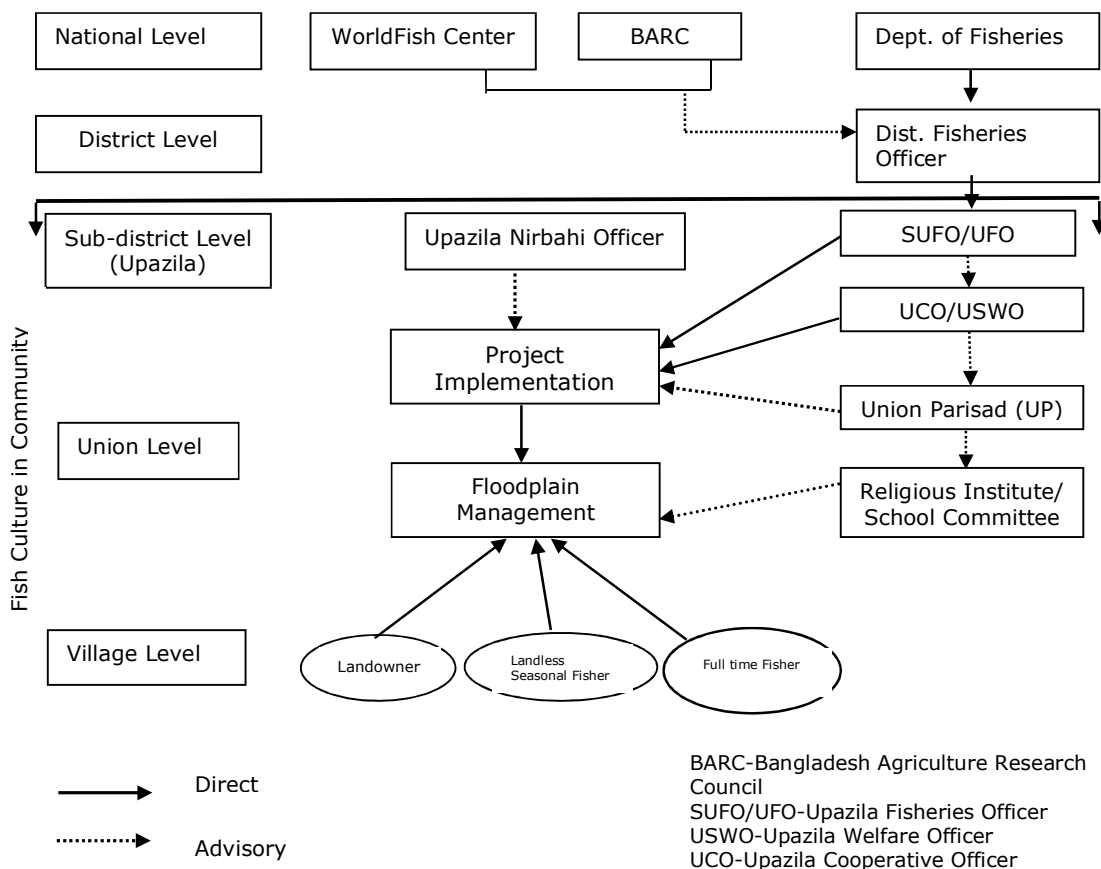 National Level
WorldFish Center
BARC
Dept. of Fisheries
District Level
Dist. Fisheries
Officer
Sub-district Level
(Upazila)
Upazila Nirbahi Officer
SUFO/UFO
UCO/USWO
Project
Implementation
Union Parisad (UP)
Fish Culture in Community
Union Level
Floodplain
Management
Religious Institute/
School Committee
Village Level
Landowner
Landless
Seasonal Fisher
Full time Fisher
Direct
Advisory
BARC-Bangladesh Agriculture Research
Council
SUFO/UFO-Upazila Fisheries Officer
USWO-Upazila Welfare Officer
UCO-Upazila Cooperative Officer